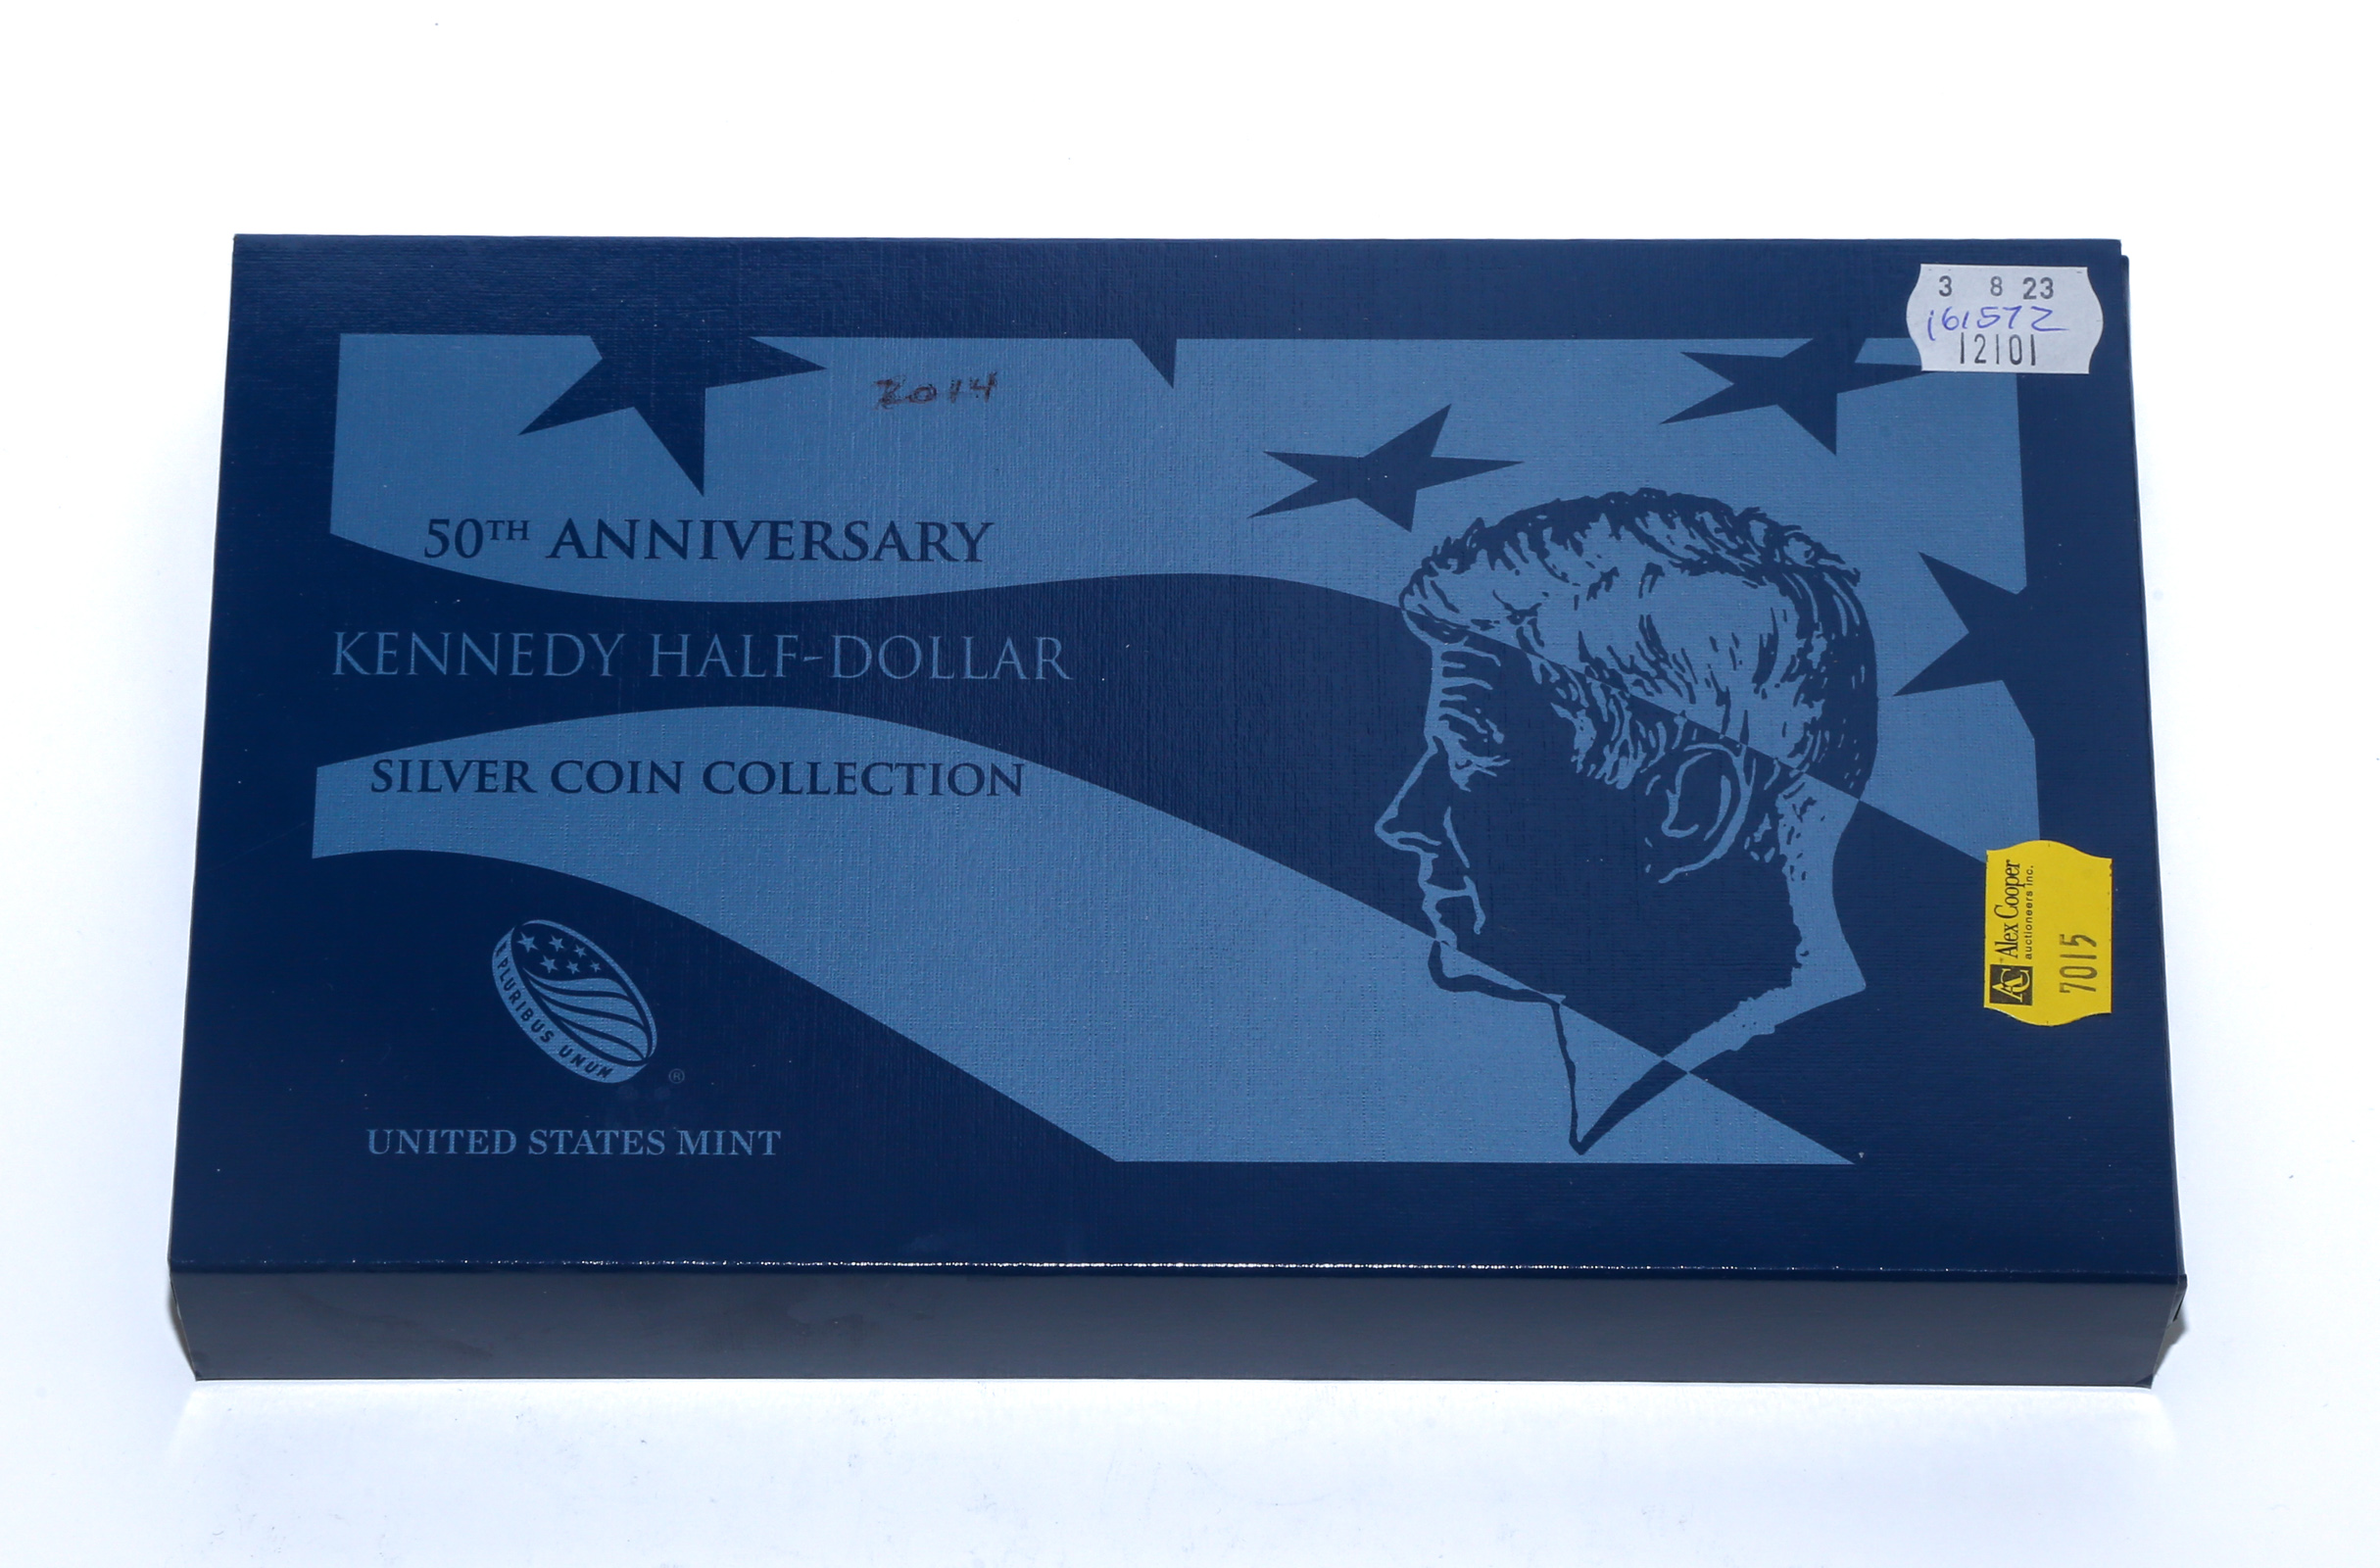 3 8 23
161572
12101
2014
50TH ANNIVERSARY
KENNEDY HALF-DOLLAR
SILVER COIN COLLECTION
Alex Cooper
auctioneers inc.
AC
7015
E PLURIBUS UNUM
®
UNITED STATES MINT